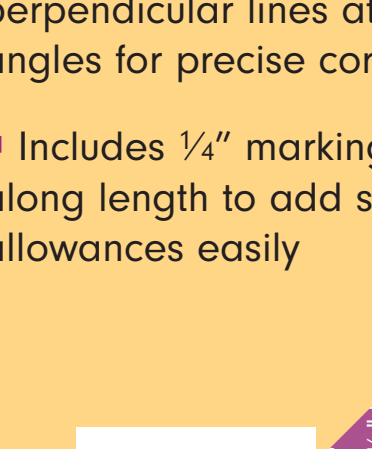 perpendicular lines at
angles for precise cor
Includes ¼" marking
along length to add s
allowances easily